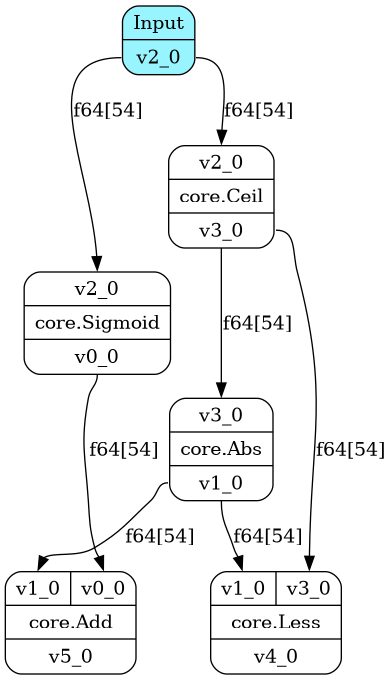 Input
v2_0
f64[54]
f64[54]
v2_0
core.Ceil
v3_0
v2_0
core.Sigmoid
v0_0
f64[54]
v3_0
core.Abs
v1_0
f64[54]
f64[54]
f64[54]
f64[54]
v1_0 v0_0
core.Add
v5_0
v1_0 v3_0
core.Less
v4_0